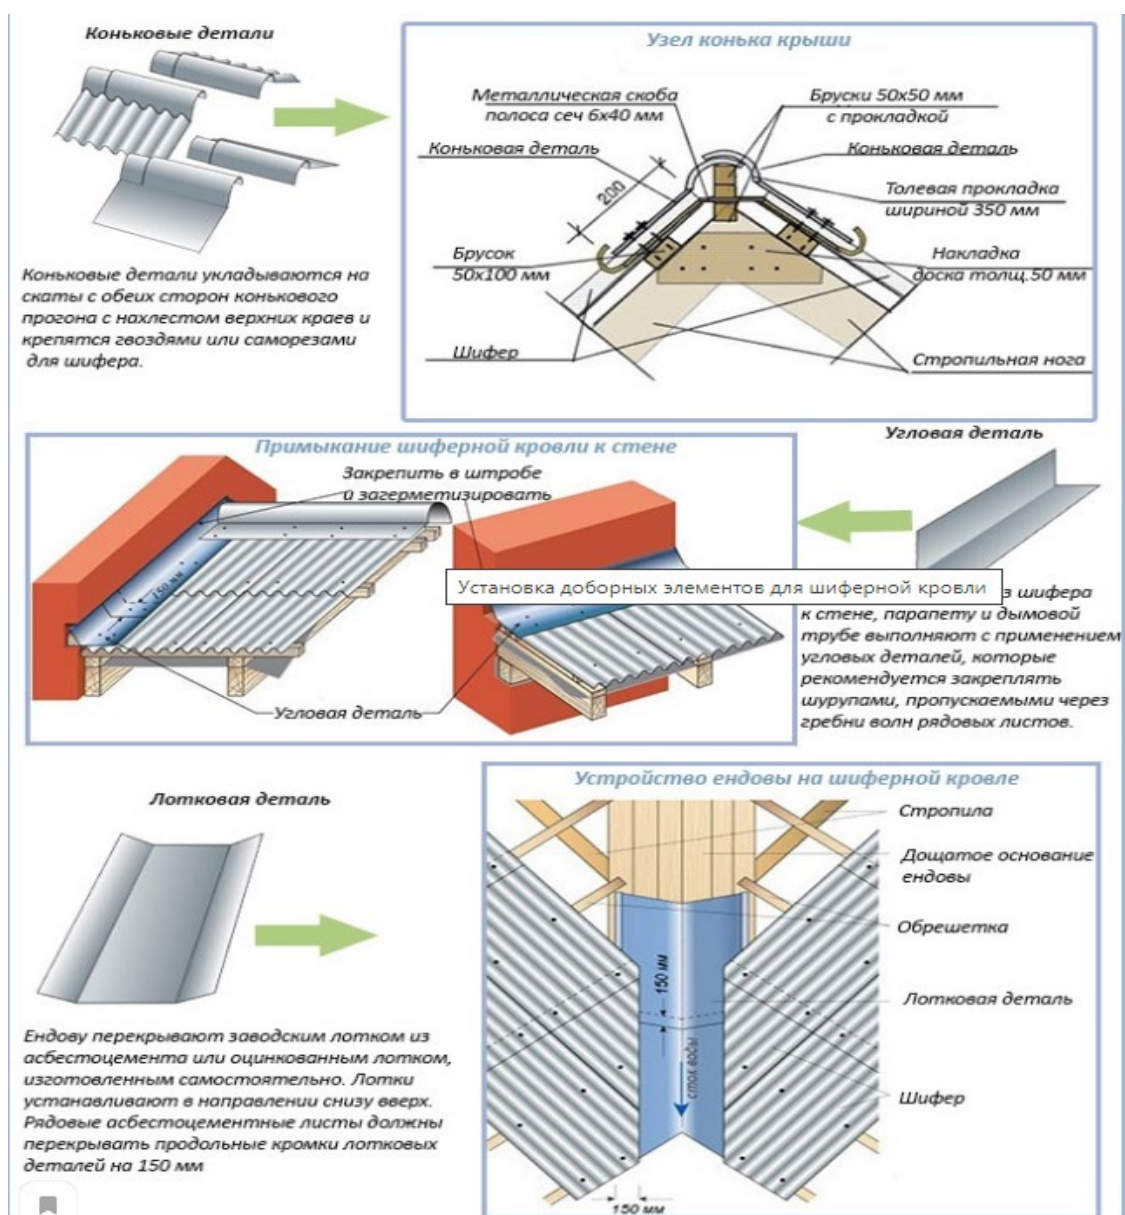 Коньковые детали
Узел конька крыши
Металлическая скоба
полоса сеч 6х40 мм
Бруски 50х50 мм
с прокладкой
Коньковая деталь
Коньковая деталь
200
Толевая прокладка
шириной 350 мм
Брусок
50х100 мм
Накладка
доска толщ.50 мм
Шифер
Стропильная нога
Коньковые детали укладываются на
скаты с обеих сторон конькового
прогона с нахлестом верхних краев и
крепятся гвоздями или саморезами
для шифера.
Примыкание шиферной кровли к стене
Закрепить в штробе
и загерметизировать
150 мм
Угловая деталь
Угловая деталь
Установка доборных элементов для шиферной кровли
з шифера
к стене, парапету и дымовой
трубе выполняют с применением
угловых деталей, которые
рекомендуется закреплять
шурупами, пропускаемыми через
гребни волн рядовых листов.
Лотковая деталь
Устройство ендовы на шиферной кровле
Стропила
Дощатое основание
ендовы
Обрешетка
150 мм
Лотковая деталь
сток воды
Шифер
150 мм
Ендову перекрывают заводским лотком из
асбестоцемента или оцинкованным лотком,
изготовленным самостоятельно. Лотки
устанавливают в направлении снизу вверх.
Рядовые асбестоцементные листы должны
перекрывать продольные кромки лотковых
деталей на 150 мм